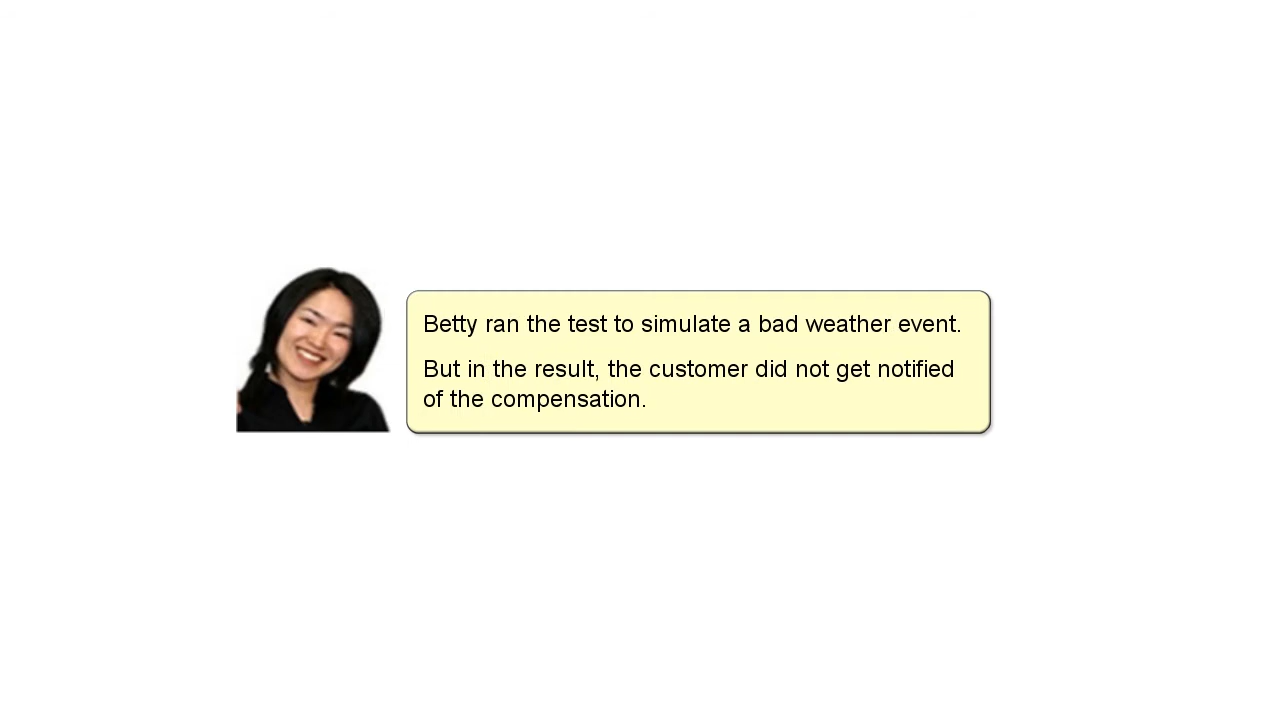 Betty ran the test to simulate a bad weather event.
But in the result, the customer did not get notified
of the compensation.